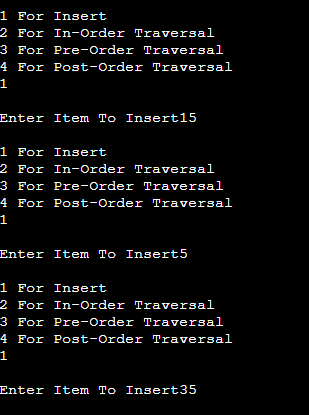 1 For Insert
2 For In-Order Traversal
3 For Pre-Order Traversal
4 For Post-Order Traversal
1
Enter Item To Insert15
1 For Insert
2 For In-Order Traversal
3 For Pre-Order Traversal
4 For Post-Order Traversal
1
Enter Item To Insert5
1 For Insert
2 For In-Order Traversal
3 For Pre-Order Traversal
4 For Post-Order Traversal
1
Enter Item To Insert35